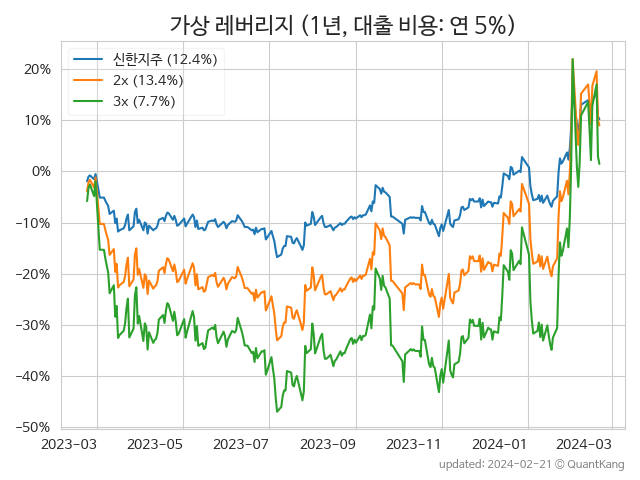 가상 레버리지 (1년, 대출 비용: 연 5%)
신한지주 (12.4%)
2x (13.4%)
3x (7.7%)
20%
10%
0%
−10%
−20%
−30%
−40%
−50%
2023-03 2023-05 2023-07 2023-09 2023-11 2024-01 2024-03
updated: 2024-02-21 © QuantKang